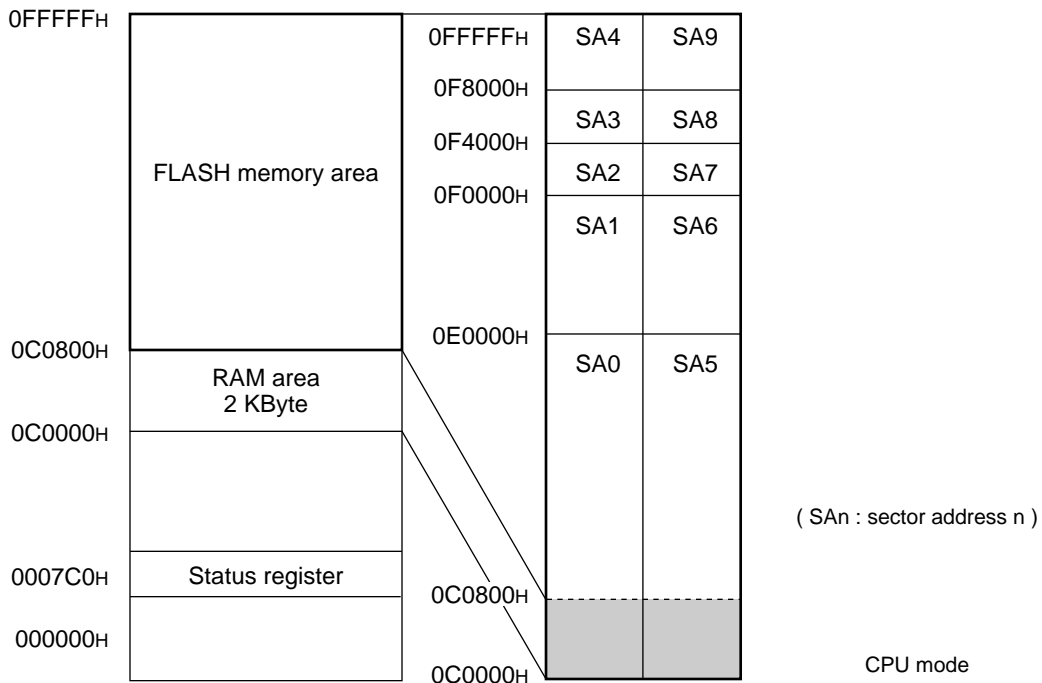 0FFFFFH
FLASH memory area
0C0800H
RAM area
2 KByte
0C0000H
0007C0H
Status register
000000H
0FFFFFH
SA4 SA9
0F8000H
SA3 SA8
0F4000H
SA2 SA7
0F0000H
SA1 SA6
0E0000H
SA0 SA5
0C0800H
0C0000H
( SAn : sector address n )
CPU mode